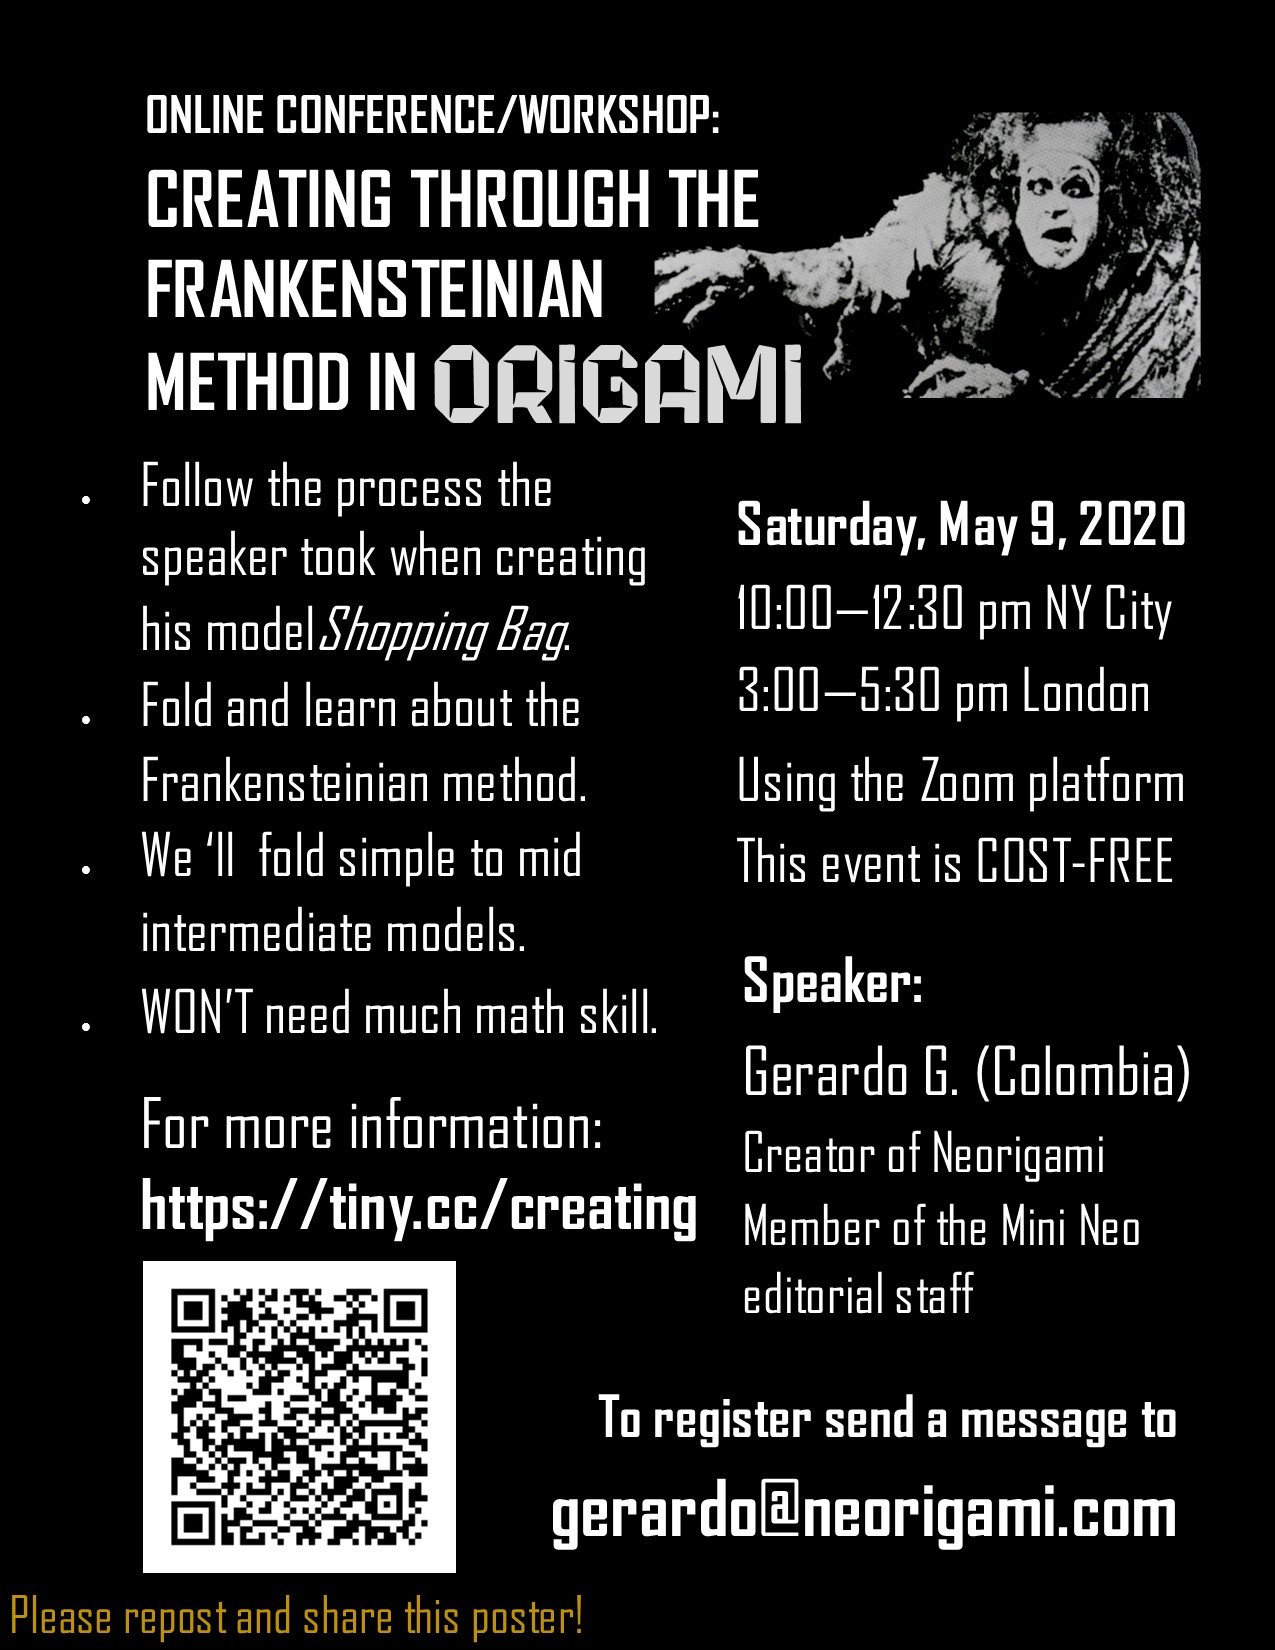 ONLINE CONFERENCE/WORKSHOP:
CREATING THROUGH THE
FRANKENSTEINIAN
METHOD IN ORiGAMi
• Follow the process the
speaker took when creating
his model Shopping Bag.
• Fold and learn about the
Frankensteinian method.
• We ‘ll fold simple to mid
intermediate models.
• WON’T need much math skill.
For more information:
https://tiny.cc/creating
Saturday, May 9, 2020
10:00—12:30 pm NY City
3:00—5:30 pm London
Using the Zoom platform
This event is COST-FREE
Speaker:
Gerardo G. (Colombia)
Creator of Neorigami
Member of the Mini Neo
editorial staff
To register send a message to
gerardo@neorigami.com
Please repost and share this poster!